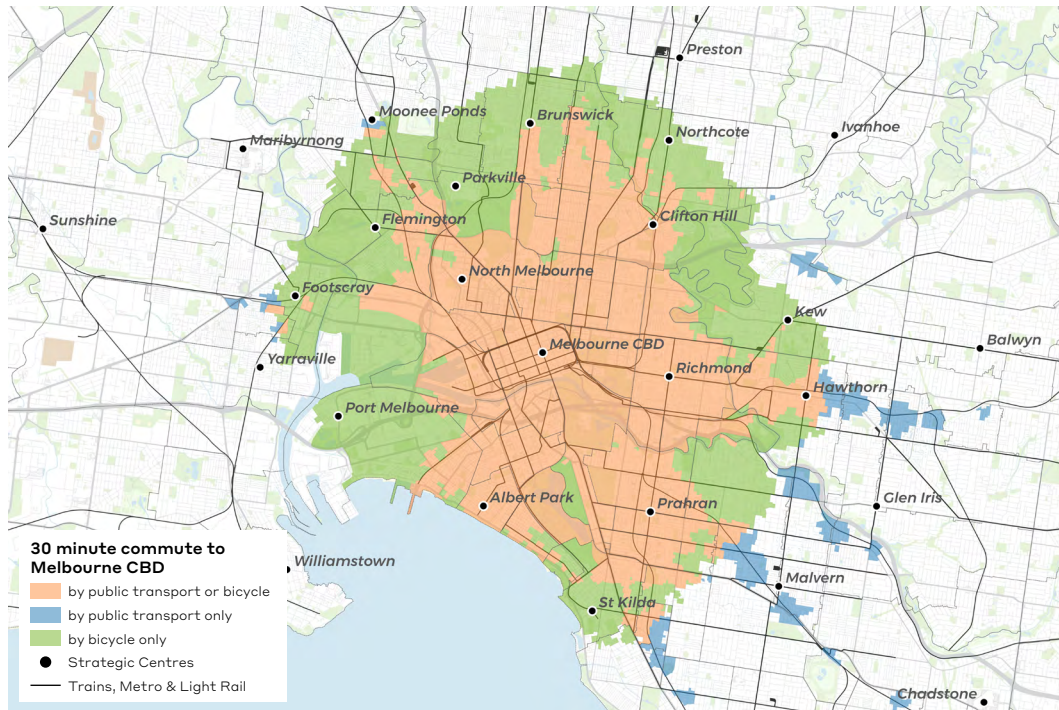 Preston
Moonee Ponds
Brunswick
Maribyrnong
Northcote
Ivanhoe
Parkville
Sunshine
Flemington
Clifton Hill
North Melbourne
Footscray
Kew
Melbourne CBD
Balwyn
Yarraville
Richmond
Hawthorn
Port Melbourne
Albert Park
Prahran
Glen Iris
Williamstown
Malvern
St Kilda
Chadstone
30 minute commute to
Melbourne CBD
by public transport or bicycle
by public transport only
by bicycle only
Strategic Centres
Trains, Metro & Light Rail